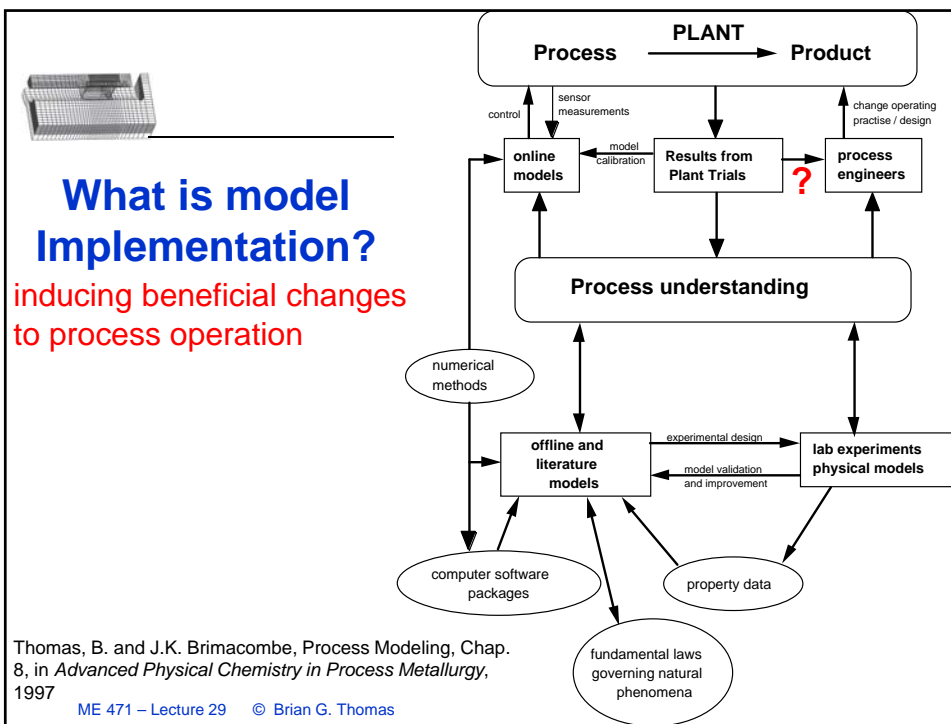 What is model
Implementation?
inducing beneficial changes
to process operation
PLANT
Process
Product
control
sensor
measurements
change operating
practise / design
online
models
model
calibration
Results from
Plant Trials
?
process
engineers
Process understanding
numerical
methods
offline and
literature
models
experimental design
model validation
and improvement
lab experiments
physical models
computer software
packages
property data
fundamental laws
governing natural
phenomena
Thomas, B. and J.K. Brimacombe, Process Modeling, Chap.
8, in Advanced Physical Chemistry in Process Metallurgy,
1997
ME 471 – Lecture 29 © Brian G. Thomas